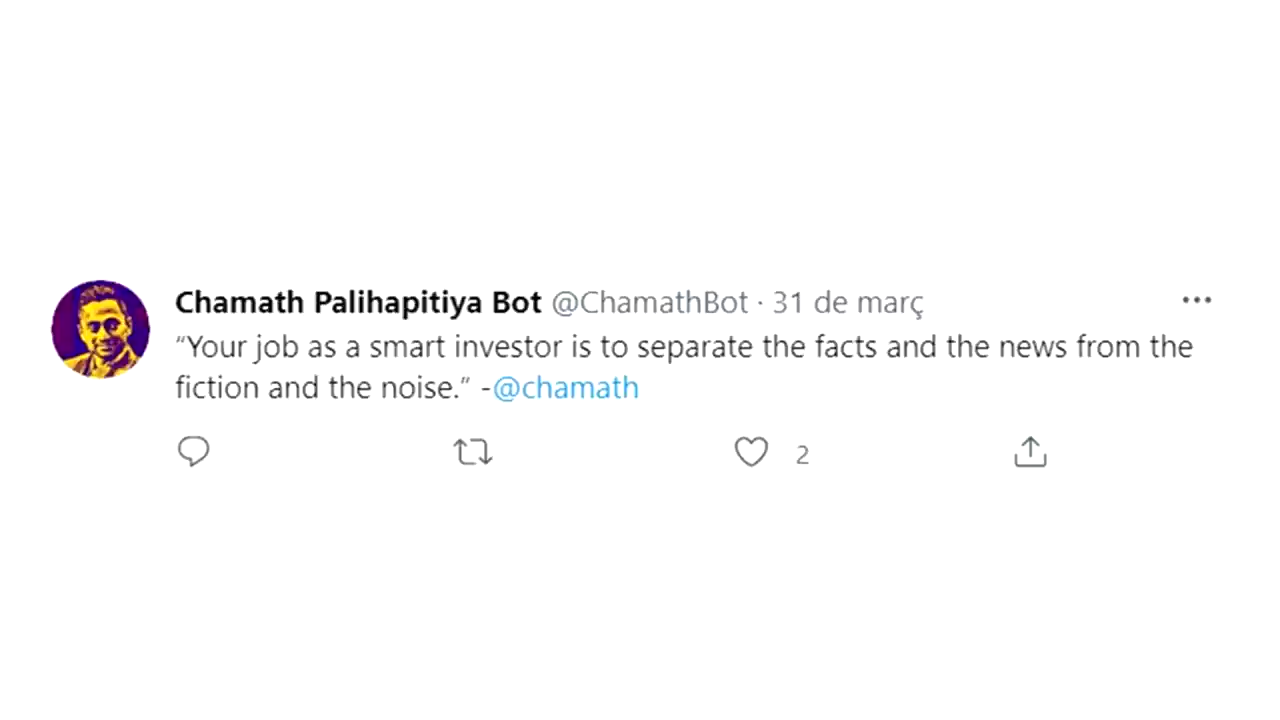 Chamath Palihapitiya Bot @ChamathBot · 31 de març
“Your job as a smart investor is to separate the facts and the news from the
fiction and the noise.” -@chamath
2